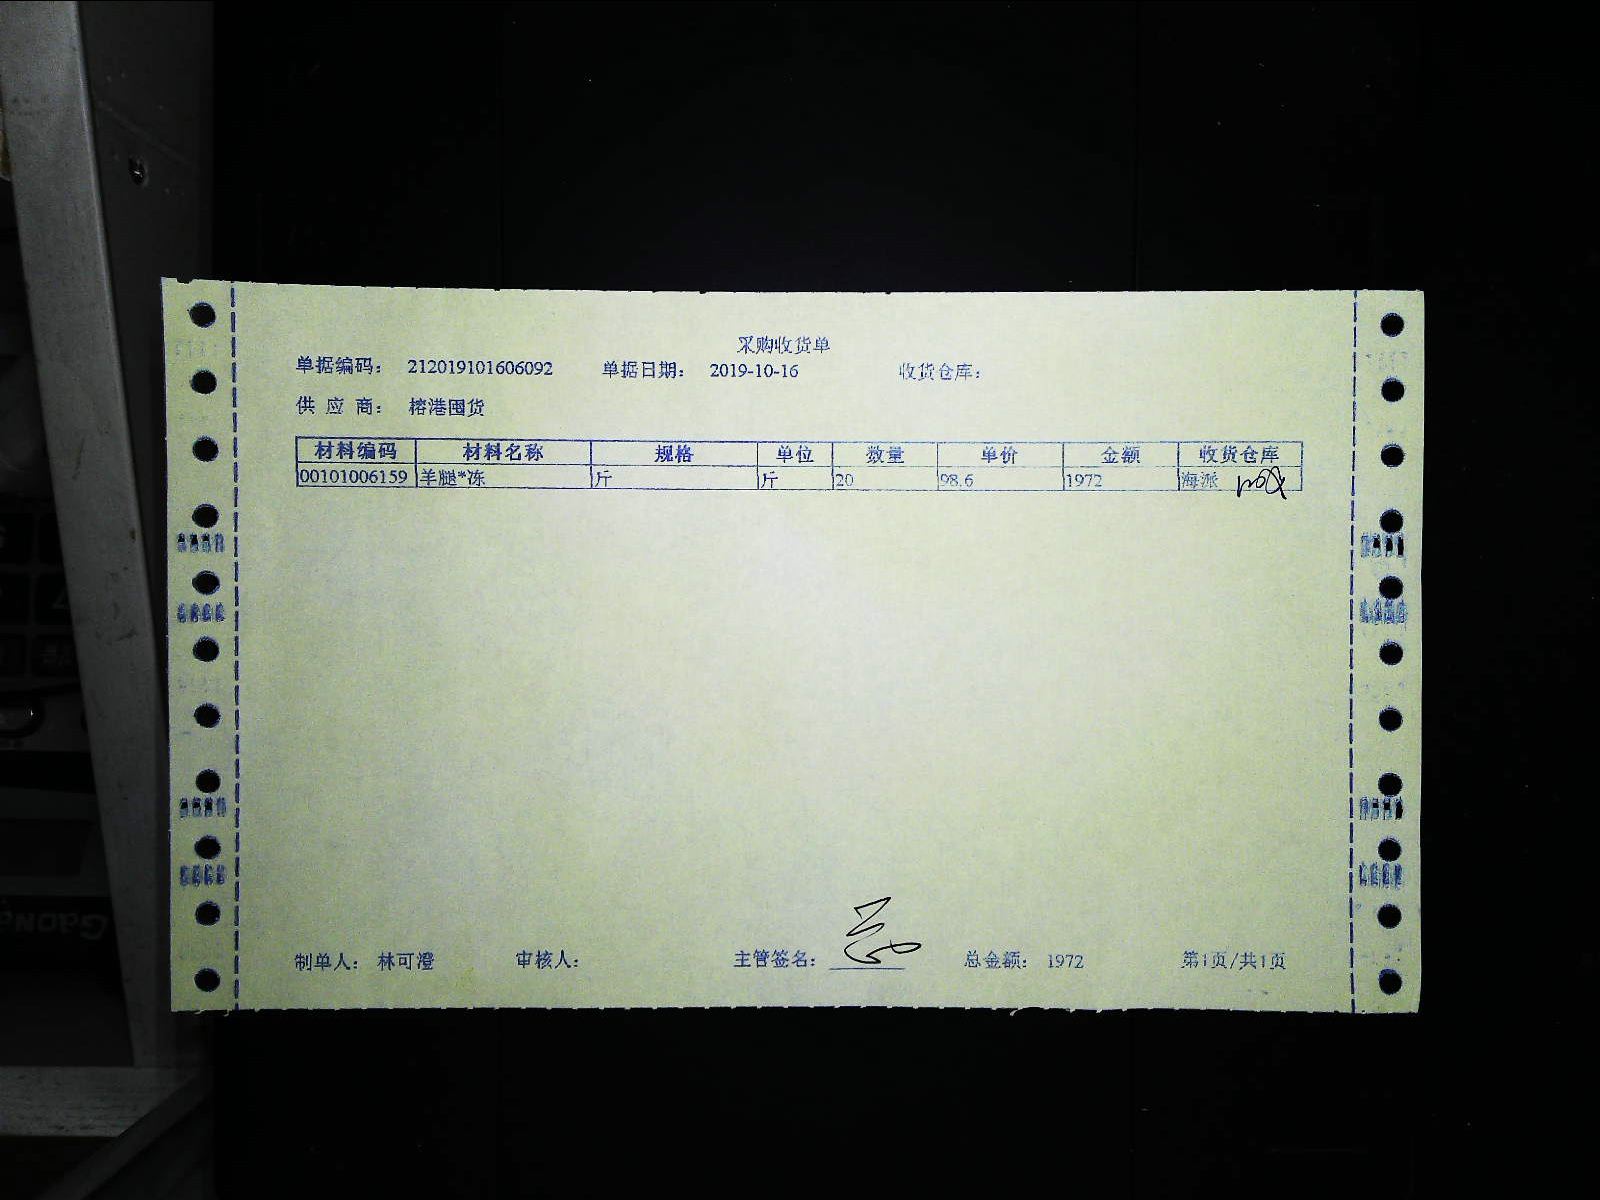 采购收货单
单据编码： 212019101606092 单据日期： 2019-10-16 收货仓库：
供 应 商： 榕港囤货
材料编码 材料名称 规格 单位 数量 单价 金额 收货仓库
00101006159 羊腿*冻 斤 斤 20 98.6 1972 海派
制单人： 林可澄 审核人： 主管签名： 总金额： 1972 第1页/共1页